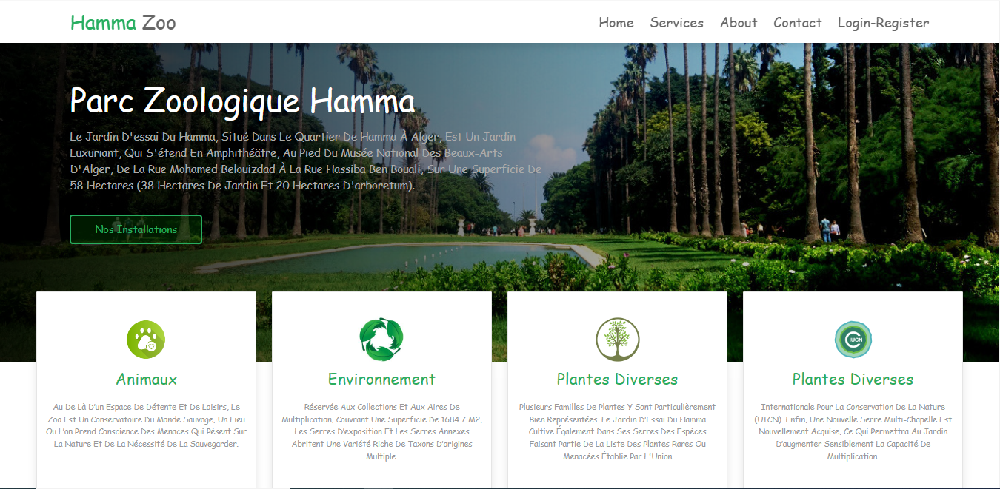 Hamma Zoo
Home Services About Contact Login-Register
Parc Zoologique Hamma
Le Jardin D'essai Du Hamma, Situé Dans Le Quartier De Hamma À Alger, Est Un Jardin
Luxuriant, Qui S'étend En Amphithéâtre, Au Pied Du Musée National Des Beaux-Arts
D'Alger, De La Rue Mohamed Belouizdad À La Rue Hassiba Ben Bouali, Sur Une Superficie De
58 Hectares (38 Hectares De Jardin Et 20 Hectares D'arboretum).
Nos Installations
Animaux
Au De Là D'un Espace De Détente Et De Loisirs, Le
Zoo Est Un Conservatoire Du Monde Sauvage, Un Lieu
Ou L'on Prend Conscience Des Menaces Qui Pèsent Sur
La Nature Et De La Nécessité De La Sauvegarder.
Environnement
Réservée Aux Collections Et Aux Aires De
Multiplication, Couvrant Une Superficie De 1684.7 M2,
Les Serres D'exposition Et Les Serres Annexes
Abritent Une Variété Riche De Taxons D'origines
Multiple.
Plantes Diverses
Plusieurs Familles De Plantes Y Sont Particulièrement
Bien Représentées. Le Jardin D'Essai Du Hamma
Cultive Également Dans Ses Serres Des Espèces
Faisant Partie De La Liste Des Plantes Rares Ou
Menacées Établie Par L'Union
IUCN
Plantes Diverses
Internationale Pour La Conservation De La Nature
(UICN). Enfin, Une Nouvelle Serre Multi-Chapelle Est
Nouvellement Acquise, Ce Qui Permettra Au Jardin
D'augmenter Sensiblement La Capacité De
Multiplication.